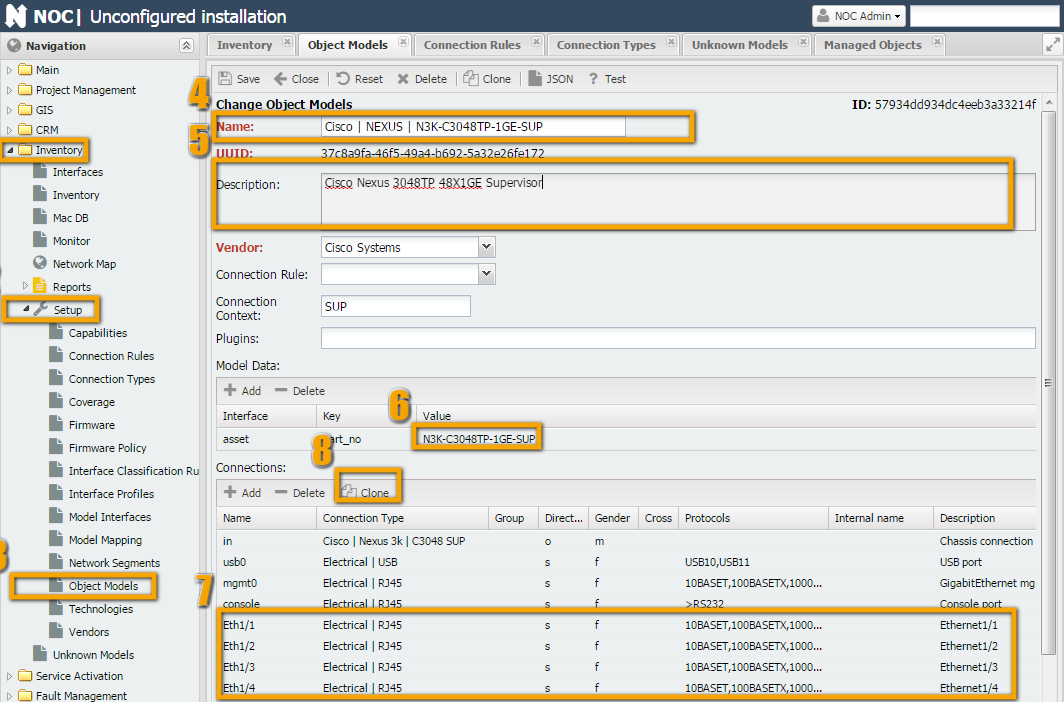 NOC| Unconfigured installation
NOC Admin
Navigation
Inventory
Object Models
Connection Rules
Connection Types
Unknown Models
Managed Objects
Main
Project Management
GIS
CRM
Inventory
Interfaces
Inventory
Mac DB
Monitor
Network Map
Reports
Setup
Capabilities
Connection Rules
Connection Types
Coverage
Firmware
Firmware Policy
Interface Classification Ru
Interface Profiles
Model Interfaces
Model Mapping
Network Segments
3
Object Models
Technologies
Vendors
Unknown Models
Service Activation
Fault Management
Save Close Reset Delete Clone JSON ? Test
4
Change Object Models ID: 57934dd934dc4eeb3a33214f
5
Name: Cisco | NEXUS | N3K-C3048TP-1GE-SUP
UUID: 37c8a9fa-46f5-49a4-b692-5a32e26fe172
Description: Cisco Nexus 3048TP 48X1GE Supervisor
Vendor: Cisco Systems
Connection Rule:
Connection Context: SUP
Plugins:
Model Data:
Add Delete
6
Interface Key Value
asset art_no N3K-C3048TP-1GE-SUP
8
Connections:
Add Delete Clone
Name Connection Type Group Direct... Gender Cross Protocols Internal name Description
in Cisco | Nexus 3k | C3048 SUP o m Chassis connection
usb0 Electrical | USB s f USB10,USB11 USB port
mgmt0 Electrical | RJ45 s f 10BASET,100BASETX,1000... GigabitEthernet mg
7
console Electrical | RJ45 s f >RS232 Console port
Eth1/1 Electrical | RJ45 s f 10BASET,100BASETX,1000... Ethernet1/1
Eth1/2 Electrical | RJ45 s f 10BASET,100BASETX,1000... Ethernet1/2
Eth1/3 Electrical | RJ45 s f 10BASET,100BASETX,1000... Ethernet1/3
Eth1/4 Electrical | RJ45 s f 10BASET,100BASETX,1000... Ethernet1/4